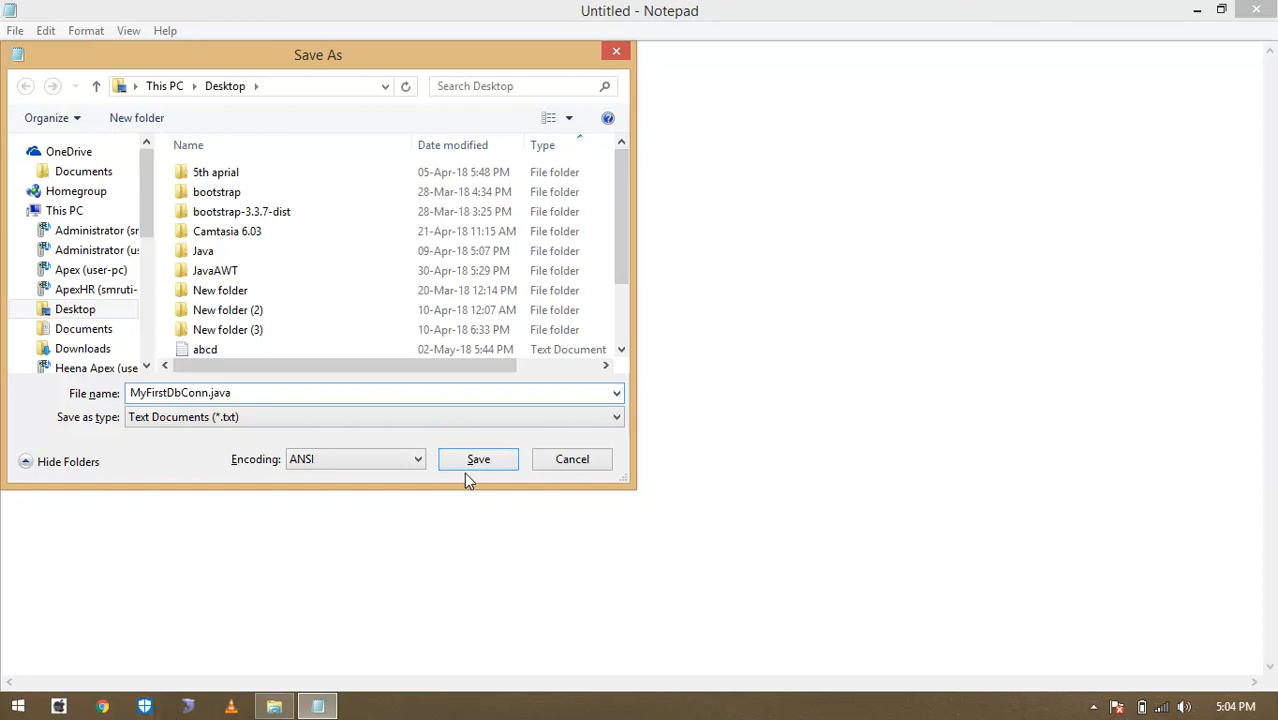 Untitled - Notepad
File Edit Format View Help
Save As
This PC Desktop Search Desktop
Organize New folder
Name Date modified Type
OneDrive
Documents
Homegroup
This PC
Administrator (sr
Administrator (us
Apex (user-pc)
ApexHR (smruti-
Desktop
Documents
Downloads
Heena Apex (use
5th aprial 05-Apr-18 5:48 PM File folder
bootstrap 28-Mar-18 4:34 PM File folder
bootstrap-3.3.7-dist 28-Mar-18 3:25 PM File folder
Camtasia 6.03 21-Apr-18 11:15 AM File folder
Java 09-Apr-18 5:07 PM File folder
JavaAWT 30-Apr-18 5:29 PM File folder
New folder 20-Mar-18 12:14 PM File folder
New folder (2) 10-Apr-18 12:07 AM File folder
New folder (3) 10-Apr-18 6:33 PM File folder
abcd 02-May-18 5:44 PM Text Document
File name: MyFirstDbConn.java
Save as type: Text Documents (*.txt)
Hide Folders Encoding: ANSI Save Cancel
5:04 PM